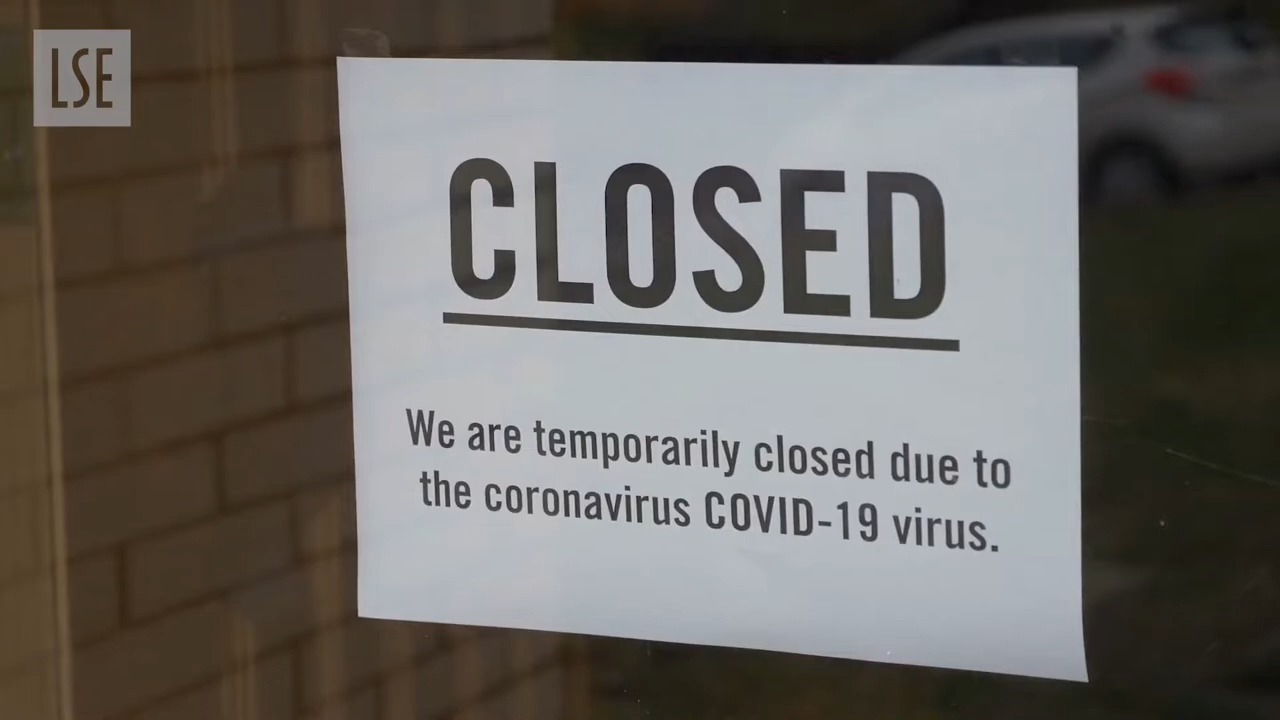 LSE
CLOSED
We are temporarily closed due to
the coronavirus COVID-19 virus.